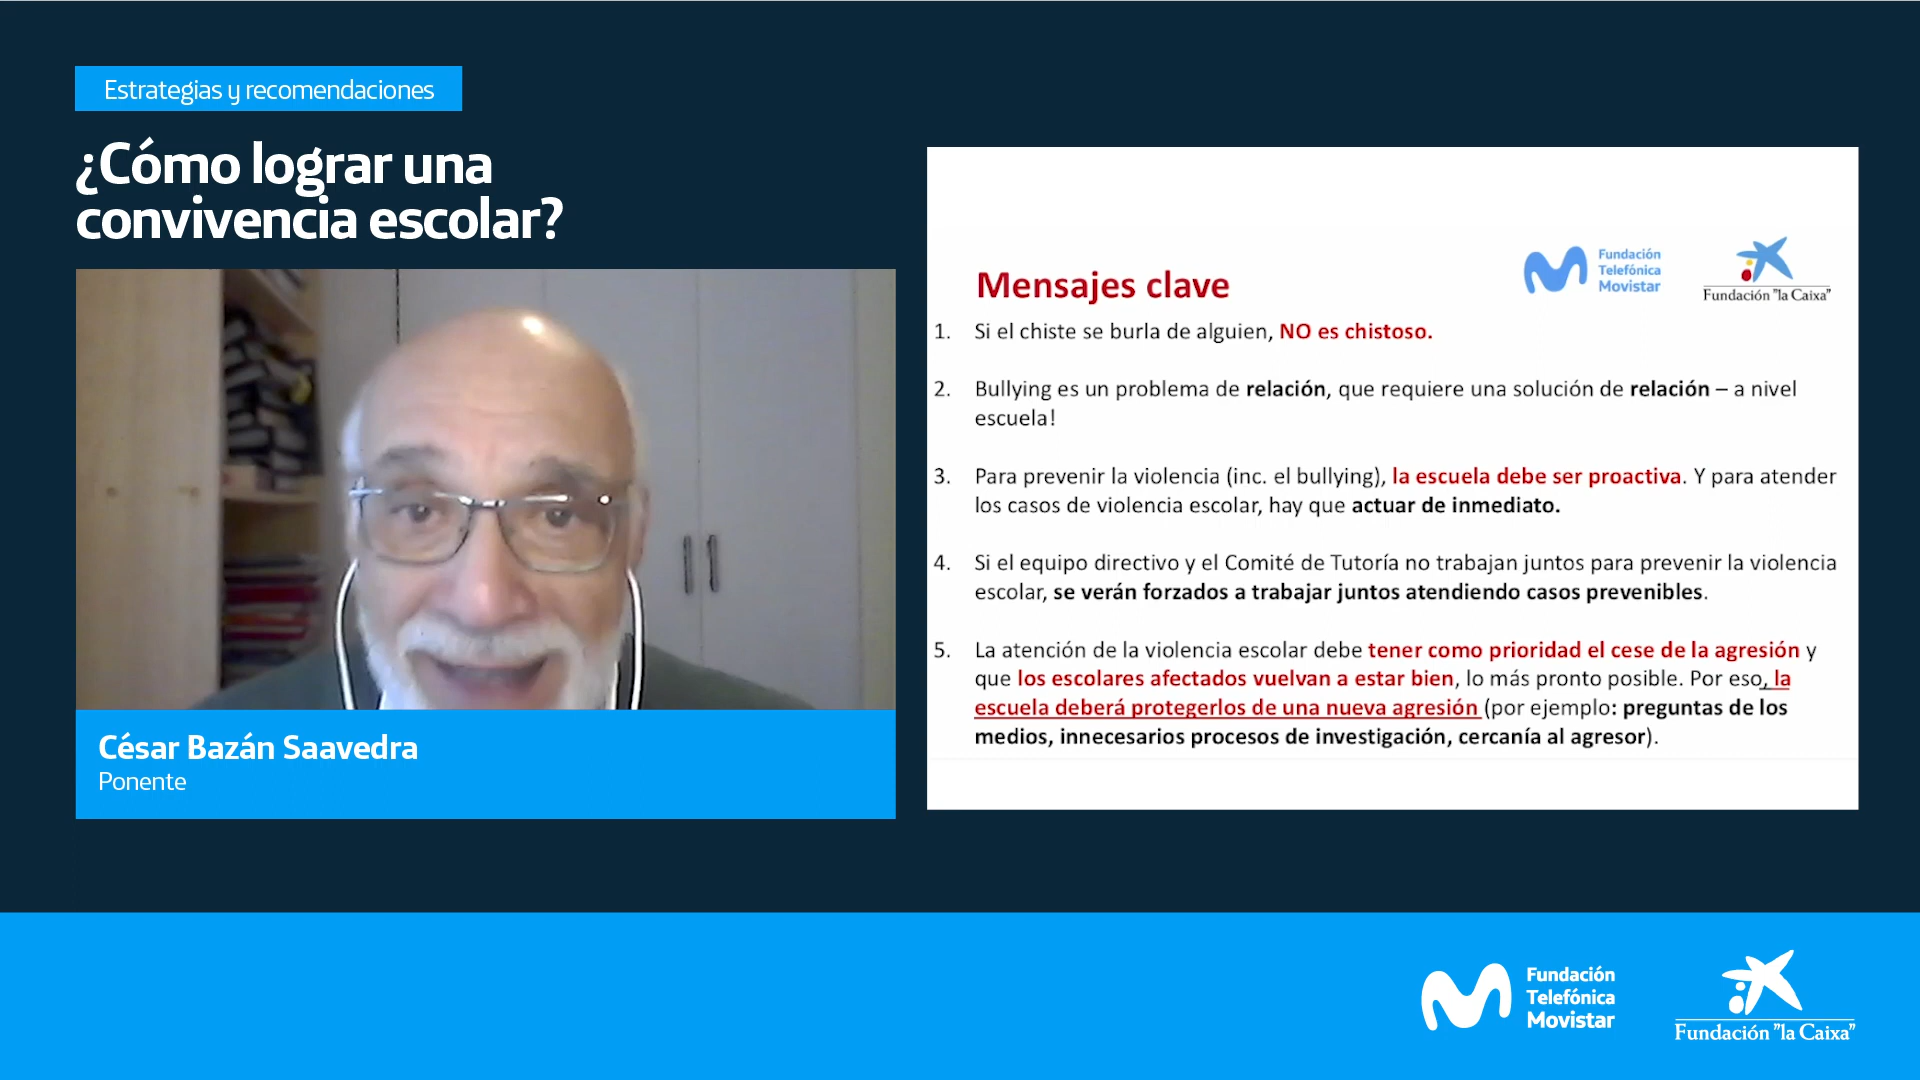 Estrategias y recomendaciones
¿Cómo lograr una
convivencia escolar?
César Bazán Saavedra
Ponente
Fundación
Telefónica
Movistar
Fundación "la Caixa"
Mensajes clave
1. Si el chiste se burla de alguien, NO es chistoso.
2. Bullying es un problema de relación, que requiere una solución de relación – a nivel
escuela!
3. Para prevenir la violencia (inc. el bullying), la escuela debe ser proactiva. Y para atender
los casos de violencia escolar, hay que actuar de inmediato.
4. Si el equipo directivo y el Comité de Tutoría no trabajan juntos para prevenir la violencia
escolar, se verán forzados a trabajar juntos atendiendo casos prevenibles.
5. La atención de la violencia escolar debe tener como prioridad el cese de la agresión y
que los escolares afectados vuelvan a estar bien, lo más pronto posible. Por eso, la
escuela deberá protegerlos de una nueva agresión (por ejemplo: preguntas de los
medios, innecesarios procesos de investigación, cercanía al agresor).
Fundación
Telefónica
Movistar
Fundación "la Caixa"